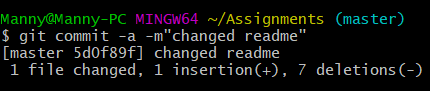 Manny@Manny-PC MINGW64 ~/Assignments (master)
$ git commit -a -m"changed readme"
[master 5d0f89f] changed readme
 1 file changed, 1 insertion(+), 7 deletions(-)